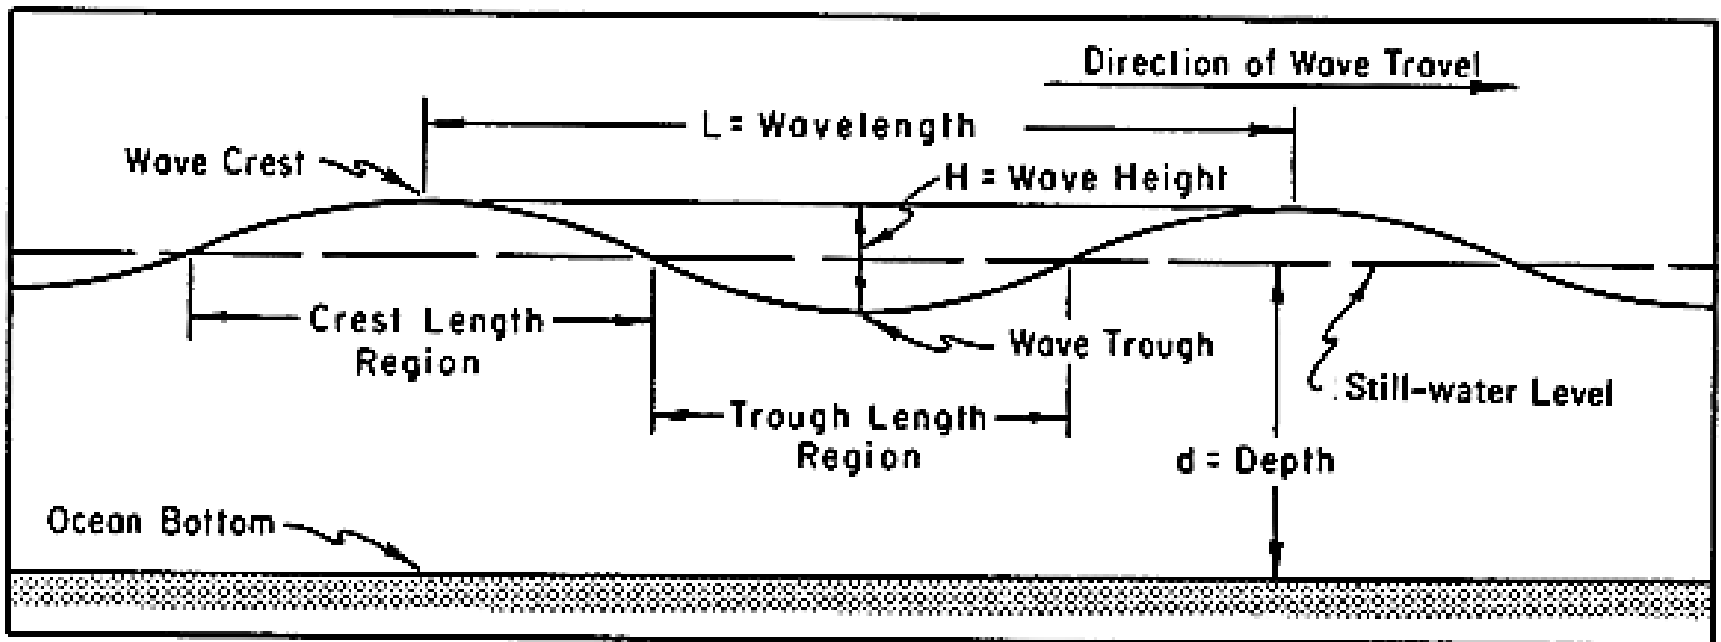 Direction of Wave Travel
L = Wavelength
Wave Crest
H = Wave Height
Crest Length
Region
Wave Trough
Still-water Level
Trough Length
Region
d = Depth
Ocean Bottom